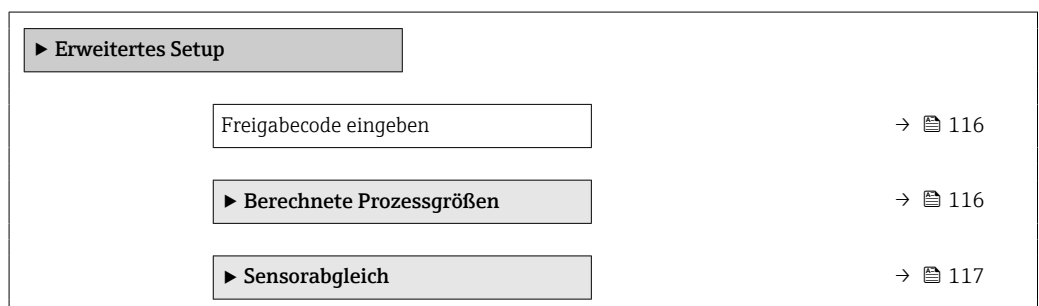 ▶ Erweitertes Setup
Freigabecode eingeben → 116
▶ Berechnete Prozessgrößen → 116
▶ Sensorabgleich → 117